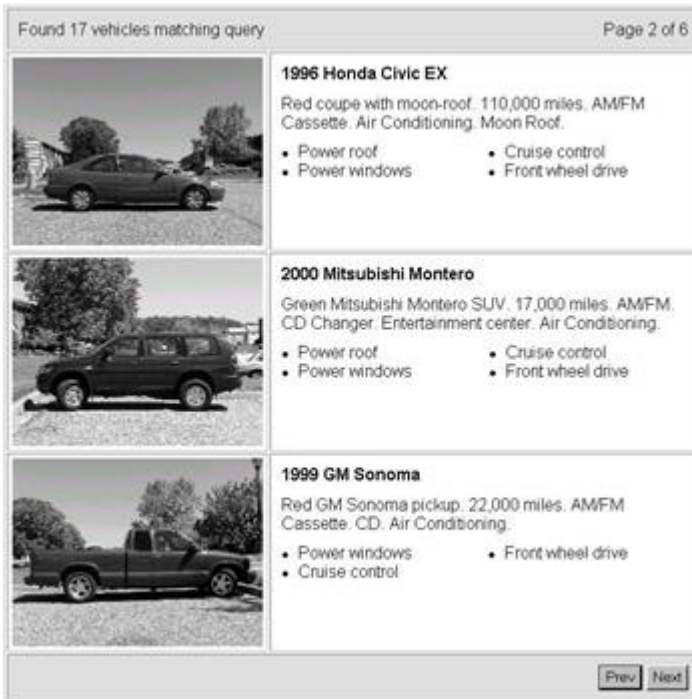 Found 17 vehicles matching query
Page 2 of 6
1996 Honda Civic EX
Red coupe with moon-roof. 110,000 miles. AM/FM
Cassette. Air Conditioning. Moon Roof.
• Power roof
• Power windows
• Cruise control
• Front wheel drive
2000 Mitsubishi Montero
Green Mitsubishi Montero SUV. 17,000 miles. AM/FM.
CD Changer. Entertainment center. Air Conditioning.
• Power roof
• Power windows
• Cruise control
• Front wheel drive
1999 GM Sonoma
Red GM Sonoma pickup. 22,000 miles. AM/FM
Cassette. CD. Air Conditioning.
• Power windows
• Cruise control
• Front wheel drive
Prev
Next